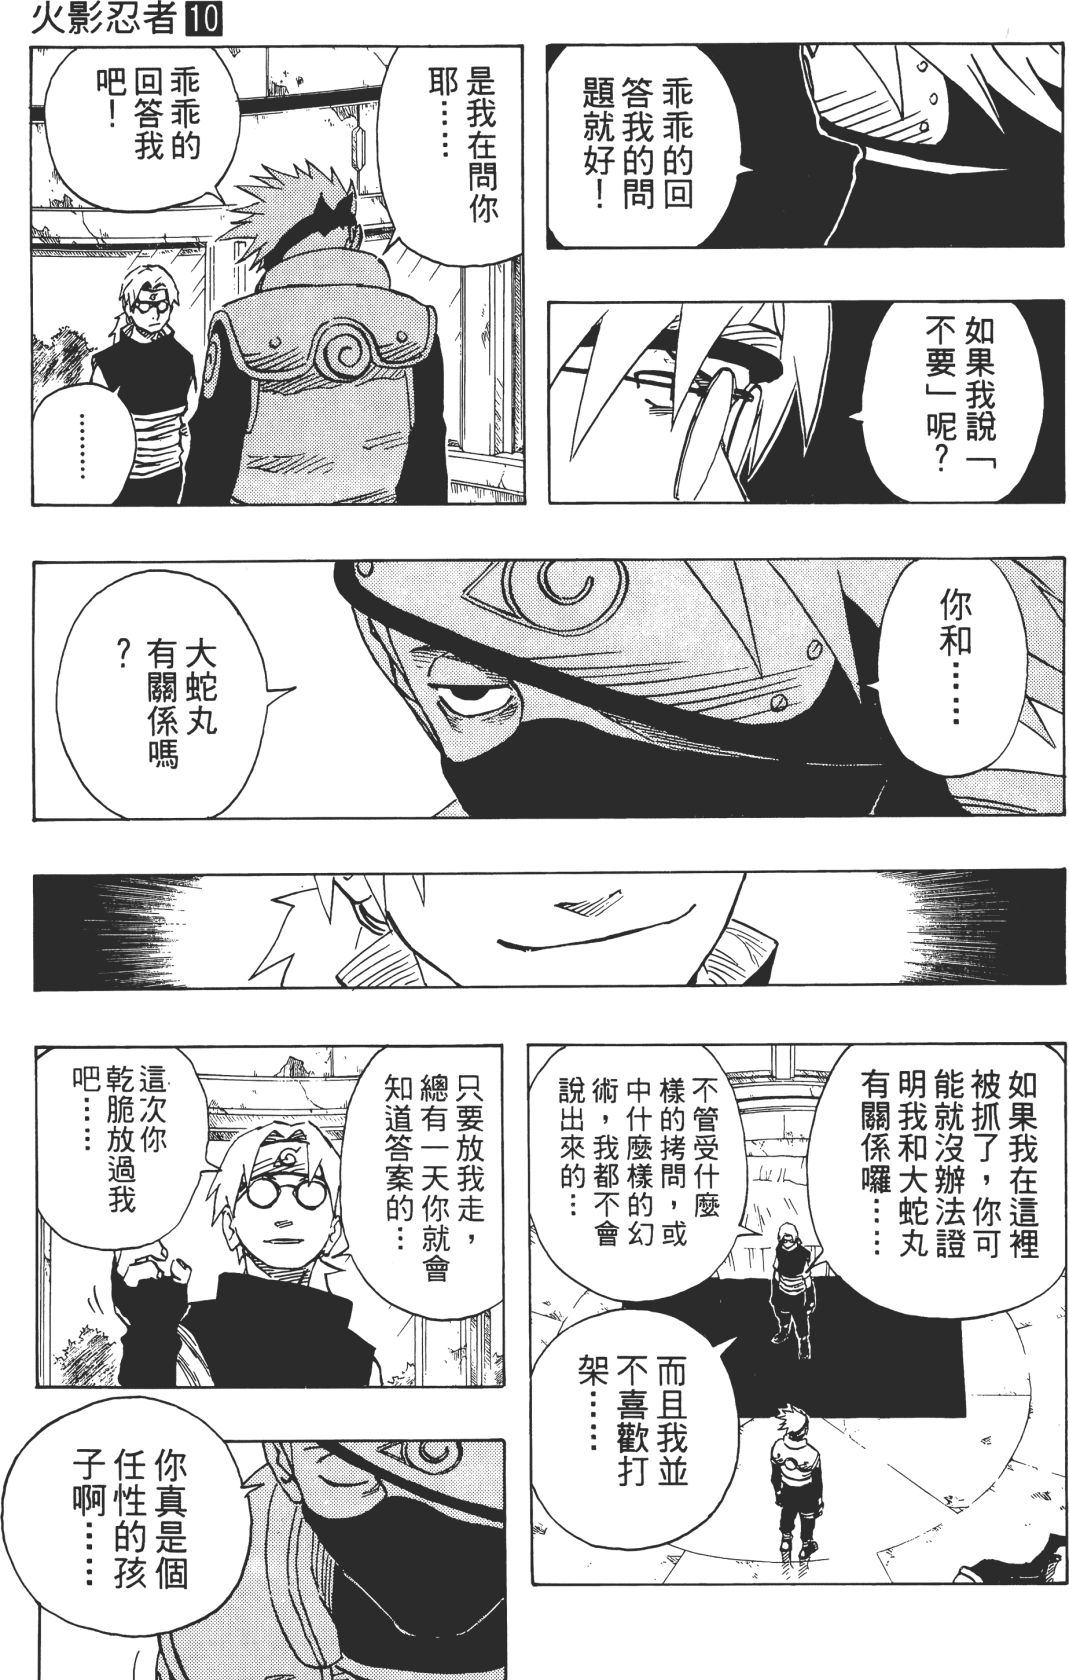 火影忍者10
乖乖的回
答我的問
題就好！
如果我說「
不要」呢？
是我在問你
耶……
乖乖的
回答我
吧！
………
你和……
大蛇丸
有關係嗎
？
如果我在這裡
被抓了，你可
能就沒辦法證
明我和大蛇丸
有關係囉……
不管受什麼
樣的拷問，或
中什麼樣的幻
術，我都不會
說出來的…
而且我並
不喜歡打
架……
只要放我走，
總有一天你就會
知道答案的…
這次你
乾脆放過我
吧……
你真是個
任性的孩
子啊……